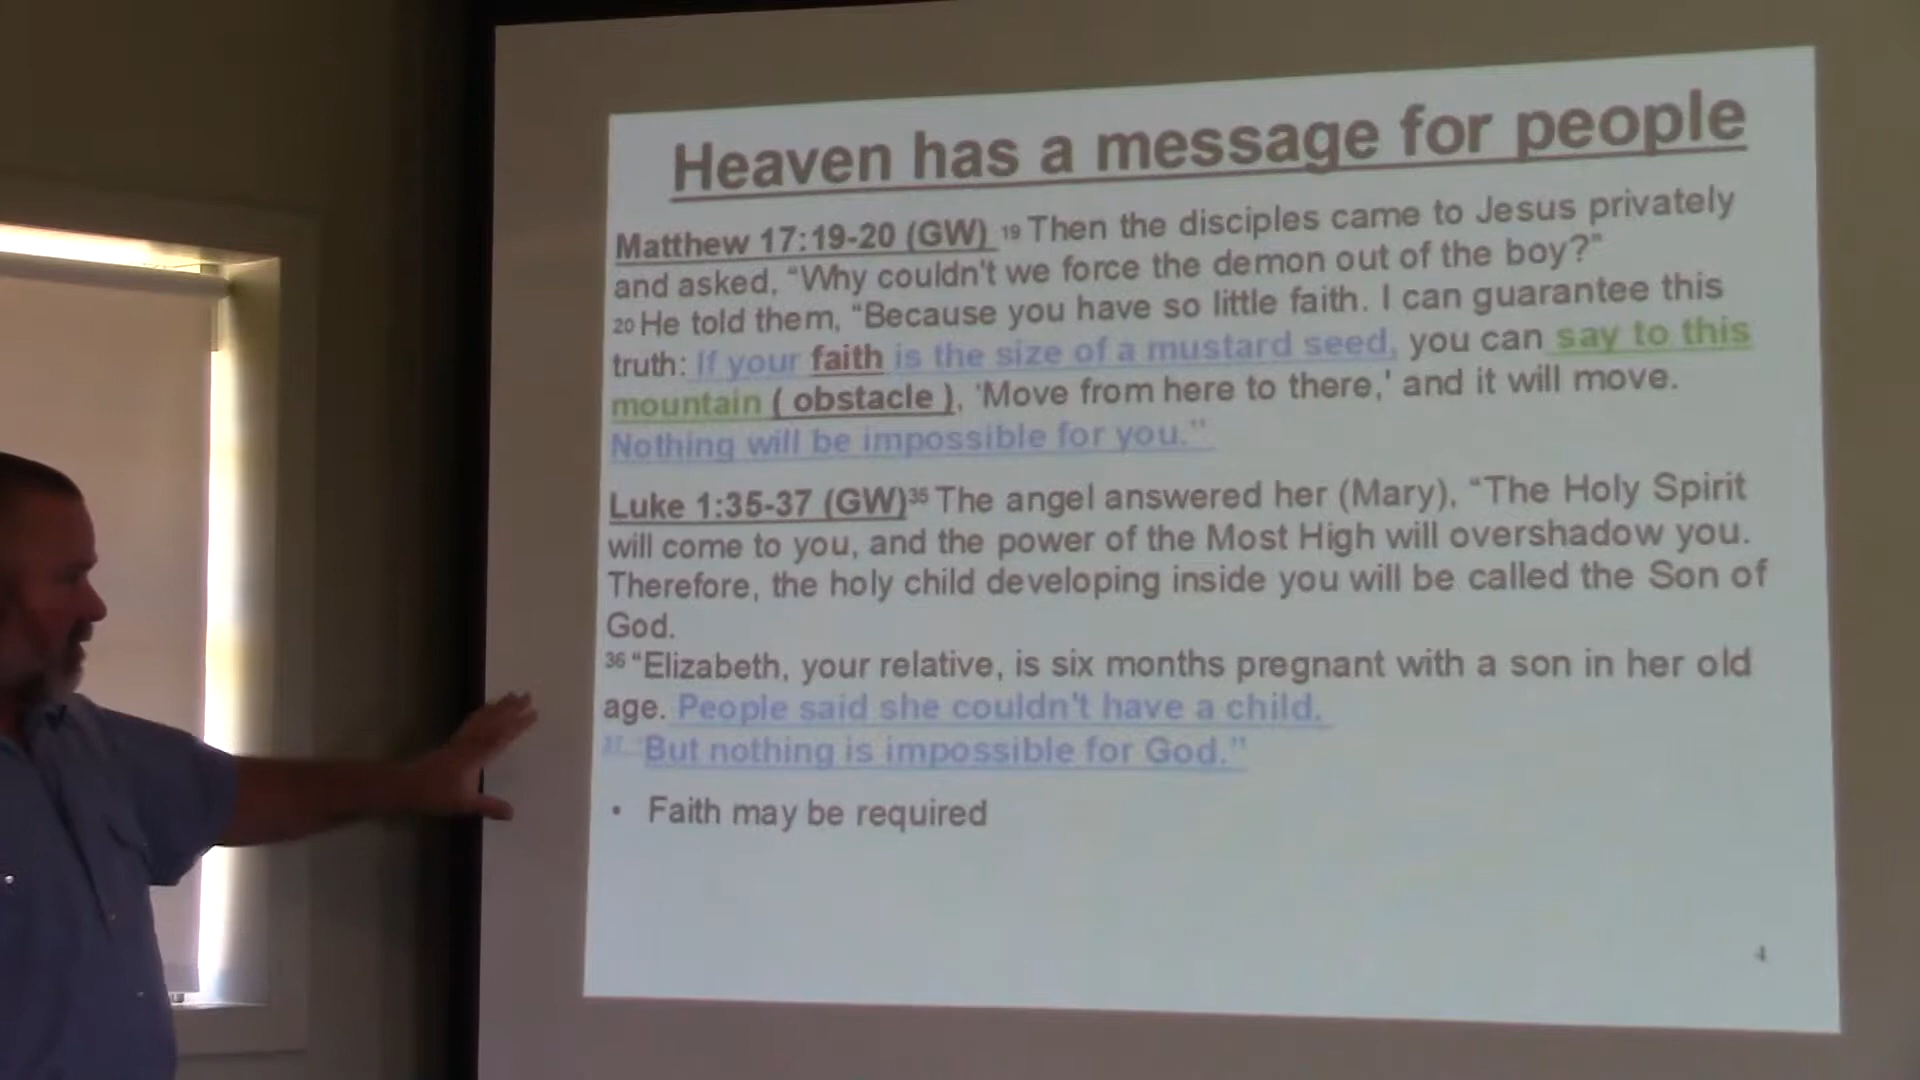 Heaven has a message for people
Matthew 17:19-20 (GW) 19 Then the disciples came to Jesus privately
and asked, “Why couldn't we force the demon out of the boy?”
20 He told them, “Because you have so little faith. I can guarantee this
truth: If your faith is the size of a mustard seed, you can say to this
mountain ( obstacle ), 'Move from here to there,' and it will move.
Nothing will be impossible for you.”
Luke 1:35-37 (GW)35 The angel answered her (Mary), “The Holy Spirit
will come to you, and the power of the Most High will overshadow you.
Therefore, the holy child developing inside you will be called the Son of
God.
36 “Elizabeth, your relative, is six months pregnant with a son in her old
age. People said she couldn't have a child.
37 “But nothing is impossible for God.”
• Faith may be required
4